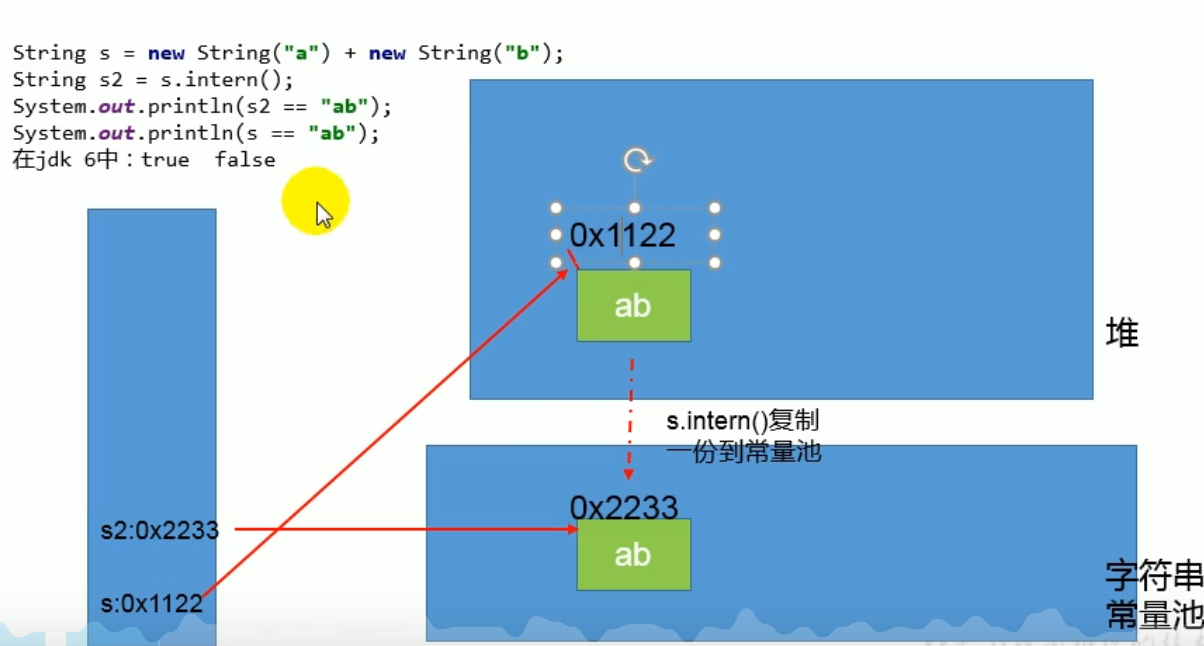 String s = new String("a") + new String("b");
String s2 = s.intern();
System.out.println(s2 == "ab");
System.out.println(s == "ab");
在jdk 6中：true  false
0x1122
ab
堆
s.intern()复制
一份到常量池
0x2233
ab
s2:0x2233
s:0x1122
字符串
常量池